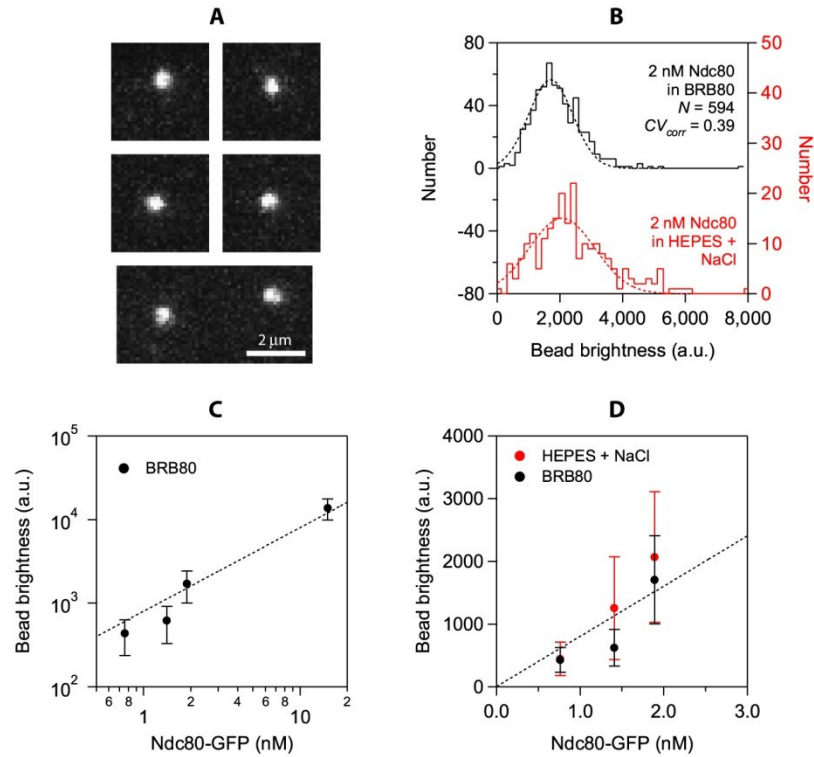 A
2 μm
B
80
40
0
-40
-80
Number
50
40
30
20
10
0
Number
2 nM Ndc80
in BRB80
N = 594
CVcorr = 0.39
2 nM Ndc80
in HEPES +
NaCl
0
2,000
4,000
6,000
8,000
Bead brightness (a.u.)
C
Bead brightness (a.u.)
10^5
10^4
10^3
10^2
BRB80
6
8
1
2
4
6
8
10
2
Ndc80-GFP (nM)
D
Bead brightness (a.u.)
4000
3000
2000
1000
0
HEPES + NaCl
BRB80
0.0
1.0
2.0
3.0
Ndc80-GFP (nM)